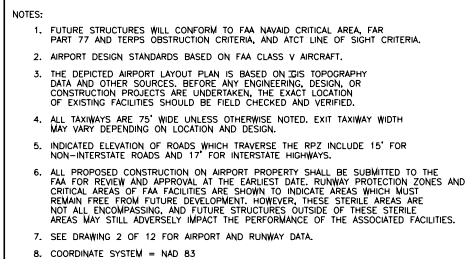 NOTES:
1. FUTURE STRUCTURES WILL CONFORM TO FAA NAVAID CRITICAL AREA, FAR
PART 77 AND TERPS OBSTRUCTION CRITERIA, AND ATCT LINE OF SIGHT CRITERIA.
2. AIRPORT DESIGN STANDARDS BASED ON FAA CLASS V AIRCRAFT.
3. THE DEPICTED AIRPORT LAYOUT PLAN IS BASED ON GIS TOPOGRAPHY
DATA AND OTHER SOURCES. BEFORE ANY ENGINEERING, DESIGN, OR
CONSTRUCTION PROJECTS ARE UNDERTAKEN, THE EXACT LOCATION
OF EXISTING FACILITIES SHOULD BE FIELD CHECKED AND VERIFIED.
4. ALL TAXIWAYS ARE 75' WIDE UNLESS OTHERWISE NOTED. EXIT TAXIWAY WIDTH
MAY VARY DEPENDING ON LOCATION AND DESIGN.
5. INDICATED ELEVATION OF ROADS WHICH TRAVERSE THE RPZ INCLUDE 15' FOR
NON-INTERSTATE ROADS AND 17' FOR INTERSTATE HIGHWAYS.
6. ALL PROPOSED CONSTRUCTION ON AIRPORT PROPERTY SHALL BE SUBMITTED TO THE
FAA FOR REVIEW AND APPROVAL AT THE EARLIEST DATE. RUNWAY PROTECTION ZONES AND
CRITICAL AREAS OF FAA FACILITIES ARE SHOWN TO INDICATE AREAS WHICH MUST
REMAIN FREE FROM FUTURE DEVELOPMENT. HOWEVER, THESE STERILE AREAS ARE
NOT ALL ENCOMPASSING, AND FUTURE STRUCTURES OUTSIDE OF THESE STERILE
AREAS MAY STILL ADVERSELY IMPACT THE PERFORMANCE OF THE ASSOCIATED FACILITIES.
7. SEE DRAWING 2 OF 12 FOR AIRPORT AND RUNWAY DATA.
8. COORDINATE SYSTEM = NAD 83